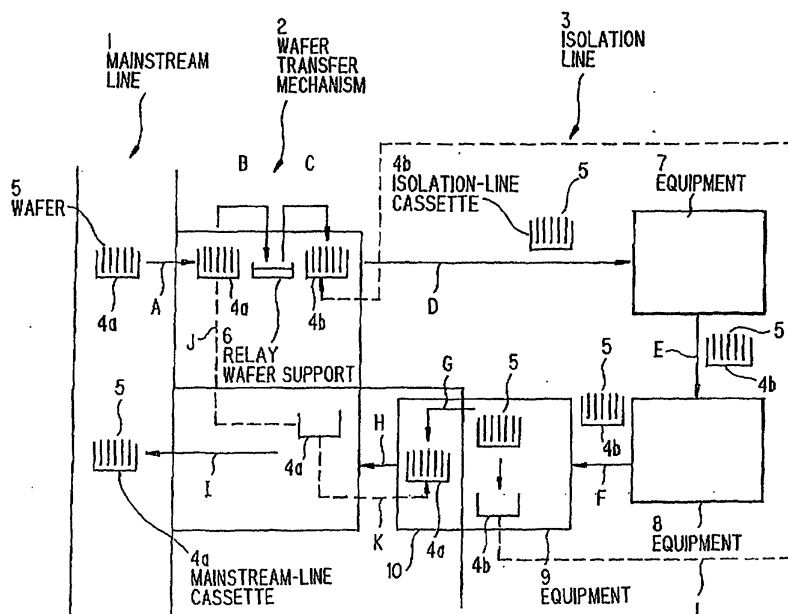 1
MAINSTREAM
LINE
2
WAFER
TRANSFER
MECHANISM
3
ISOLATION
LINE
B
C
5
WAFER
4a
A
4a
4b
6
RELAY
WAFER SUPPORT
J
4b
ISOLATION-LINE
CASSETTE
5
7
EQUIPMENT
D
E
5
4b
5
4b
F
8
EQUIPMENT
G
5
H
4a
4b
10
9
EQUIPMENT
5
I
4a
K
4a
MAINSTREAM-LINE
CASSETTE